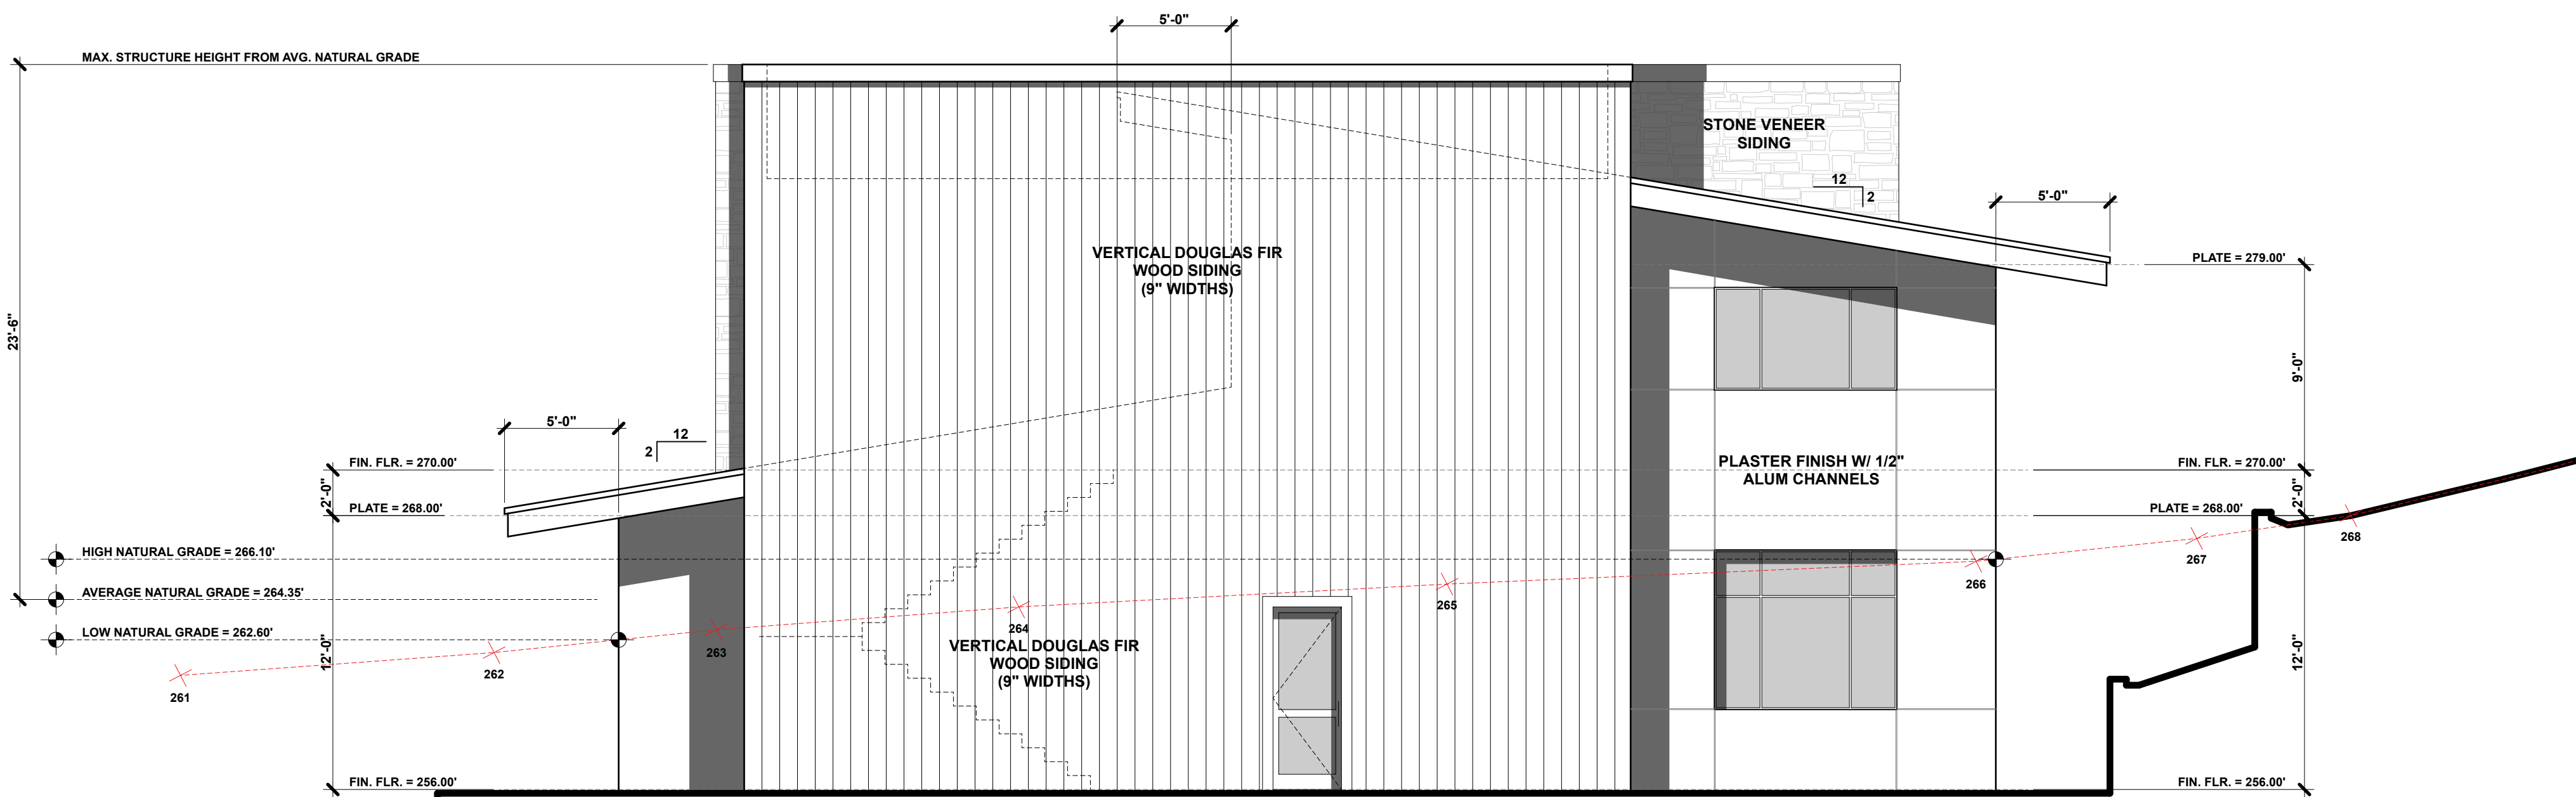 5'-0"
MAX. STRUCTURE HEIGHT FROM AVG. NATURAL GRADE
STONE VENEER
SIDING
12
2
5'-0"
VERTICAL DOUGLAS FIR
WOOD SIDING
(9" WIDTHS)
PLATE = 279.00'
23'-6"
9'-0"
5'-0"
12
2
FIN. FLR. = 270.00'
PLASTER FINISH W/ 1/2"
ALUM CHANNELS
FIN. FLR. = 270.00'
2'-0"
2'-0"
PLATE = 268.00'
PLATE = 268.00'
268
267
HIGH NATURAL GRADE = 266.10'
266
AVERAGE NATURAL GRADE = 264.35'
265
264
LOW NATURAL GRADE = 262.60'
263
262
261
12'-0"
VERTICAL DOUGLAS FIR
WOOD SIDING
(9" WIDTHS)
12'-0"
FIN. FLR. = 256.00'
FIN. FLR. = 256.00'